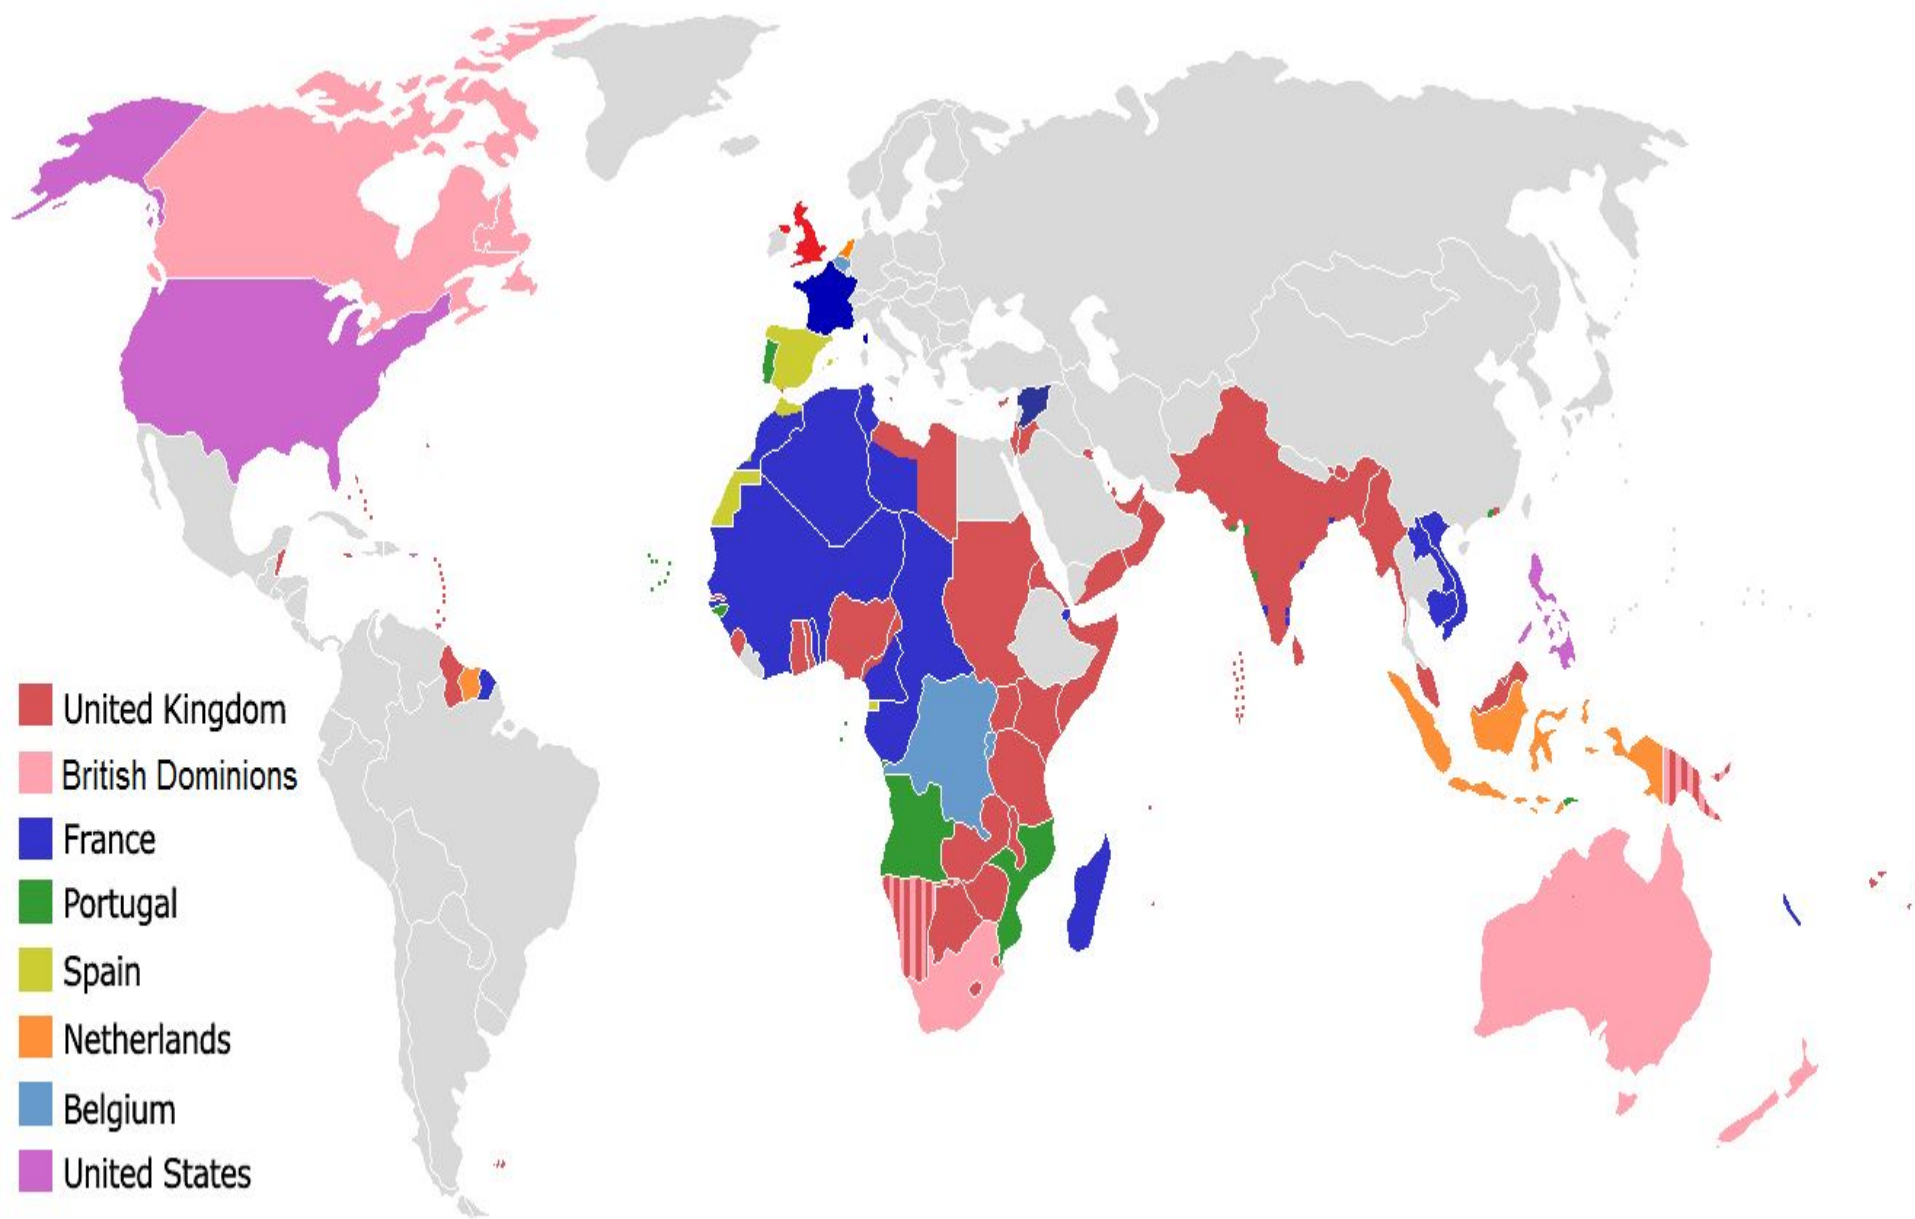 United Kingdom
British Dominions
France
Portugal
Spain
Netherlands
Belgium
United States